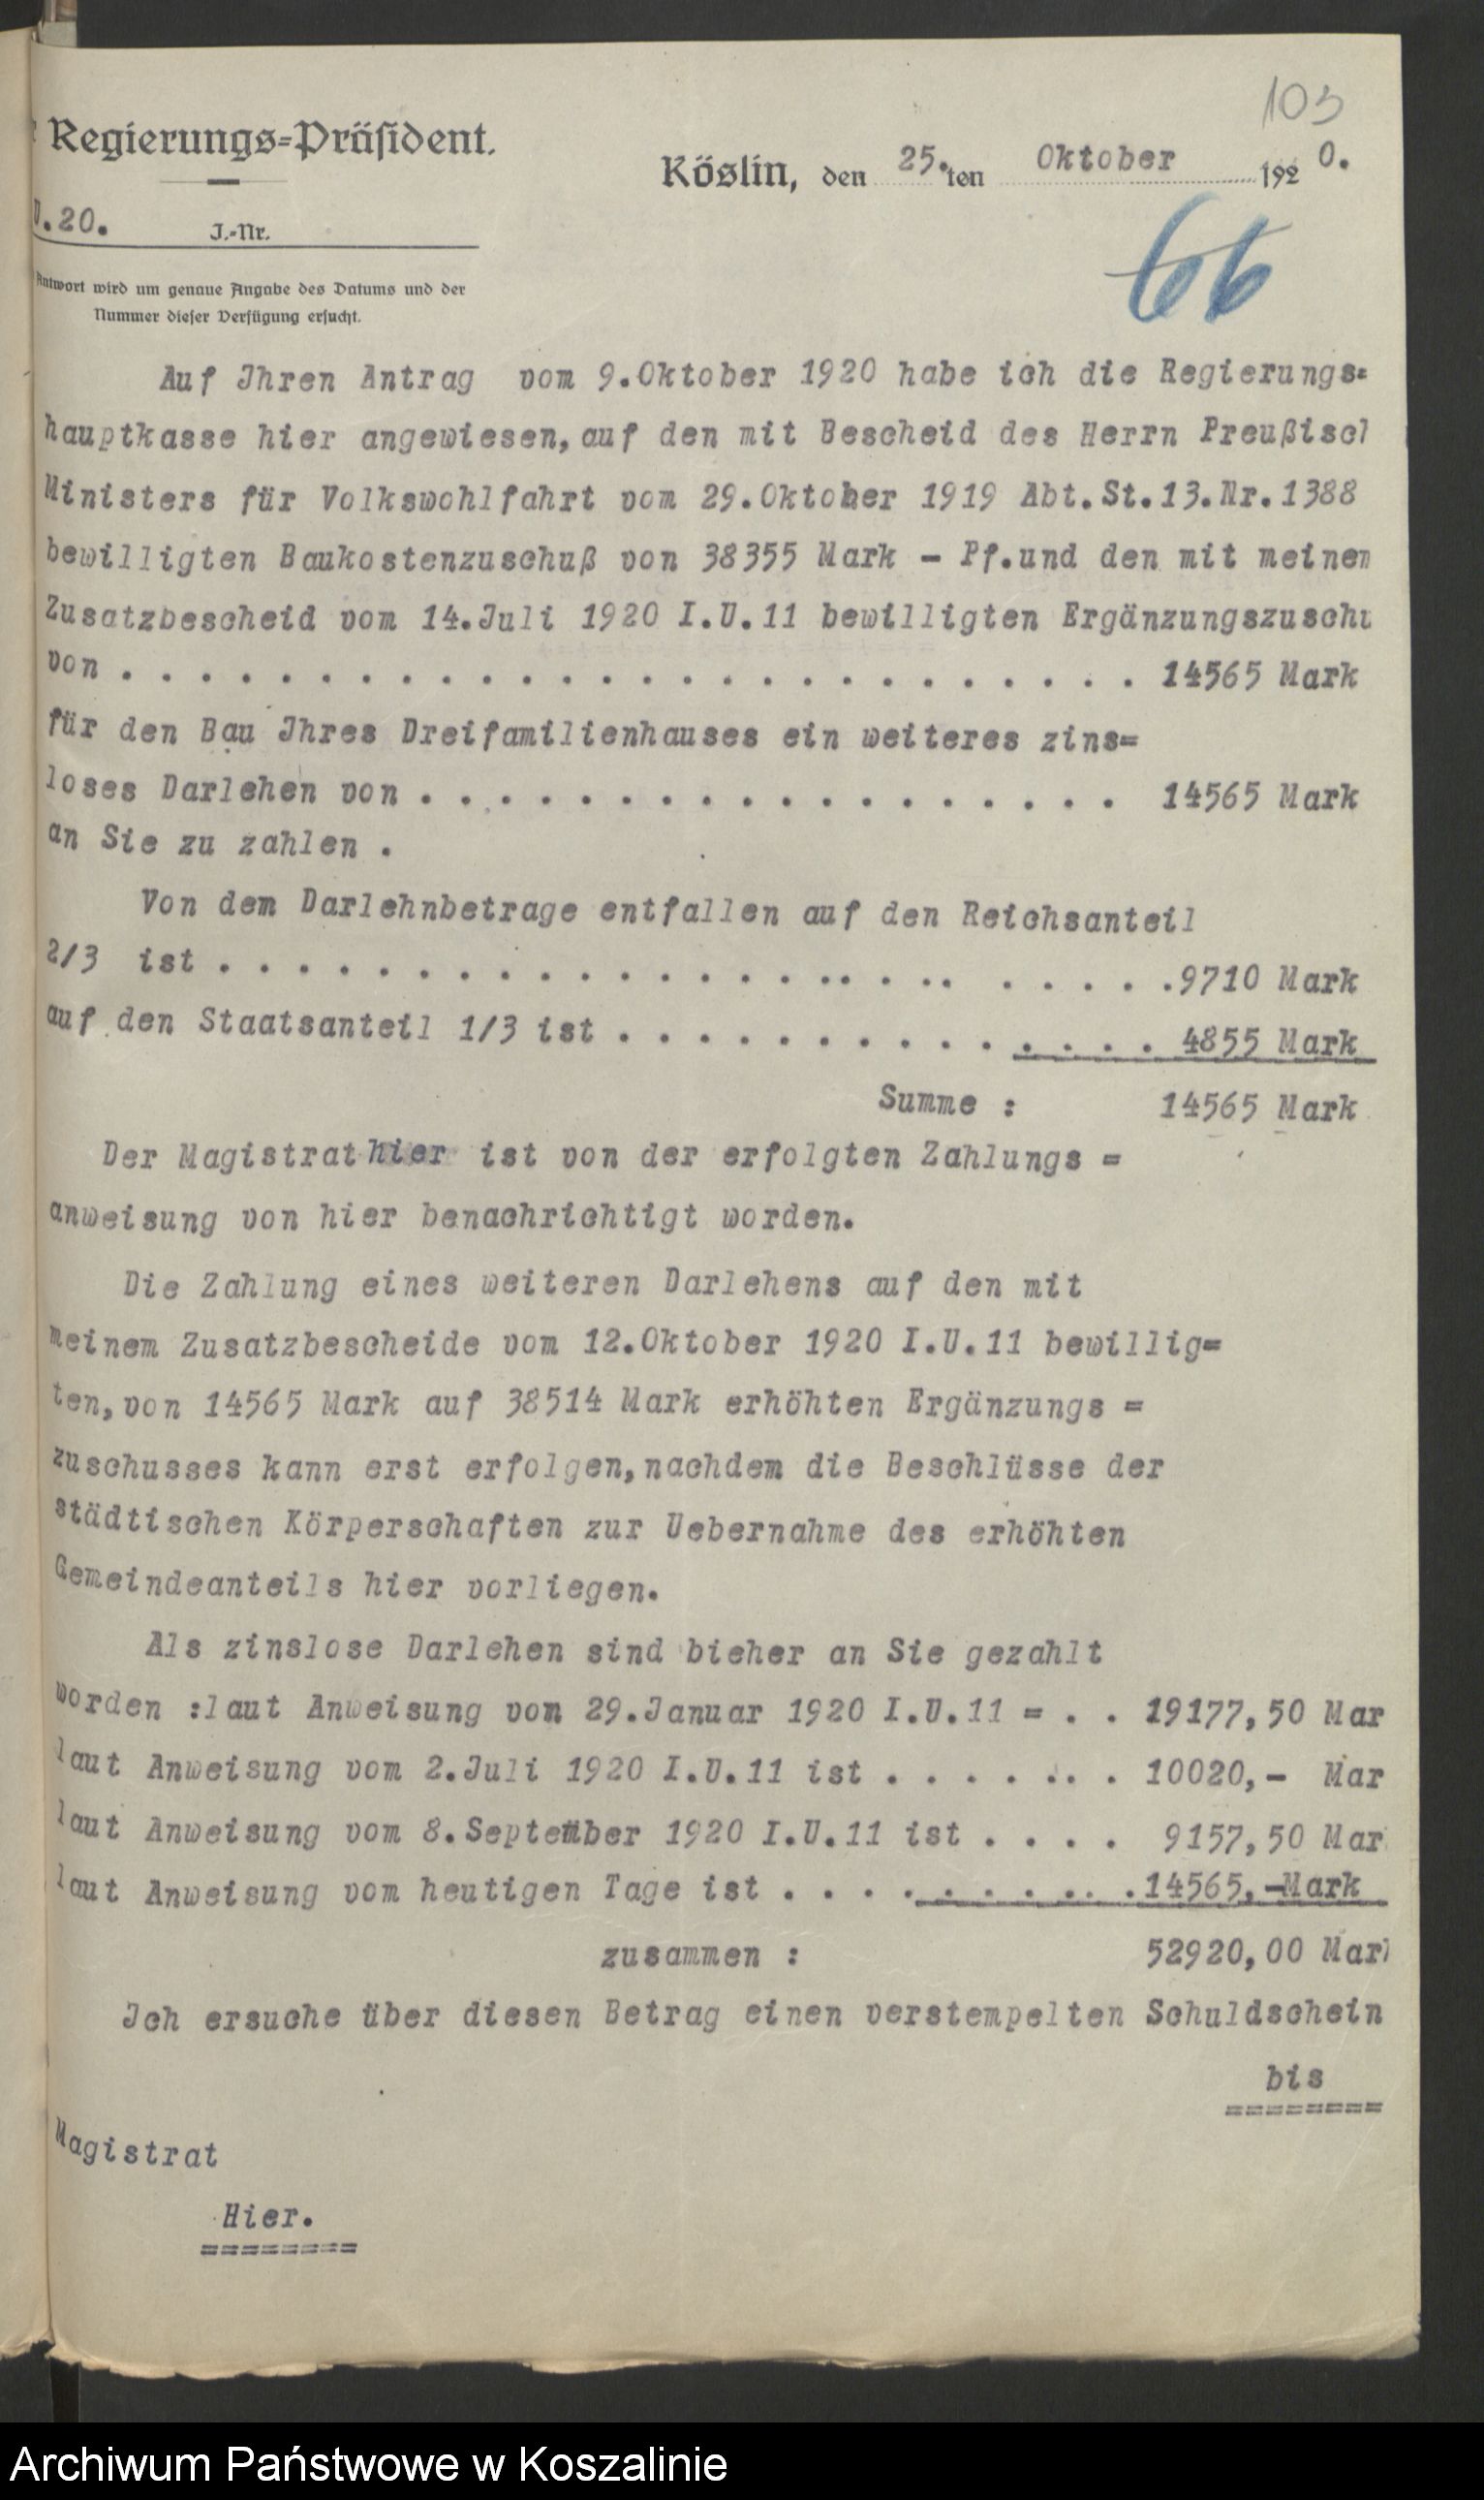 103
Regierungs-Präsident.
Köslin, den 25.ten Oktober 1920.
U.20. J.-Nr.
66
Antwort wird um genaue Angabe des Datums und der
Nummer dieser Verfügung ersucht.
Auf Ihren Antrag vom 9.Oktober 1920 habe ich die Regierungs=
hauptkasse hier angewiesen, auf den mit Bescheid des Herrn Preußisch
Ministers für Volkswohlfahrt vom 29.Oktober 1919 Abt.St.13.Nr.1388
bewilligten Baukostenzuschuß von 38355 Mark - Pf.und den mit meinem
Zusatzbescheid vom 14.Juli 1920 I.U.11 bewilligten Ergänzungszuschu
von . . . . . . . . . . . . . . . . . . . . . . . . . . 14565 Mark
für den Bau Ihres Dreifamilienhauses ein weiteres zins=
loses Darlehen von . . . . . . . . . . . . . . . . . . 14565 Mark
an Sie zu zahlen .
Von dem Darlehnbetrage entfallen auf den Reichsanteil
2/3 ist . . . . . . . . . . . . . . . . .. . .. . . . . .9710 Mark
auf den Staatsanteil 1/3 ist . . . . . . . . . . . . . . 4855 Mark
Summe : 14565 Mark
Der Magistrat hier ist von der erfolgten Zahlungs =
anweisung von hier benachrichtigt worden.
Die Zahlung eines weiteren Darlehens auf den mit
meinem Zusatzbescheide vom 12.Oktober 1920 I.U.11 bewillig=
ten, von 14565 Mark auf 38514 Mark erhöhten Ergänzungs =
zuschusses kann erst erfolgen, nachdem die Beschlüsse der
städtischen Körperschaften zur Uebernahme des erhöhten
Gemeindeanteils hier vorliegen.
Als zinslose Darlehen sind bieher an Sie gezahlt
worden :laut Anweisung von 29.Januar 1920 I.U.11 = . . 19177,50 Mar
laut Anweisung vom 2.Juli 1920 I.U.11 ist . . . . .. . 10020,- Mar
laut Anweisung vom 8.September 1920 I.U.11 ist . . . . 9157,50 Mar
laut Anweisung vom heutigen Tage ist . . . . . . . .. .14565,-Mark
zusammen : 52920,00 Mark
Ich ersuche über diesen Betrag einen verstempelten Schuldschein
bis
========
Magistrat
Hier.
========
Archiwum Państwowe w Koszalinie